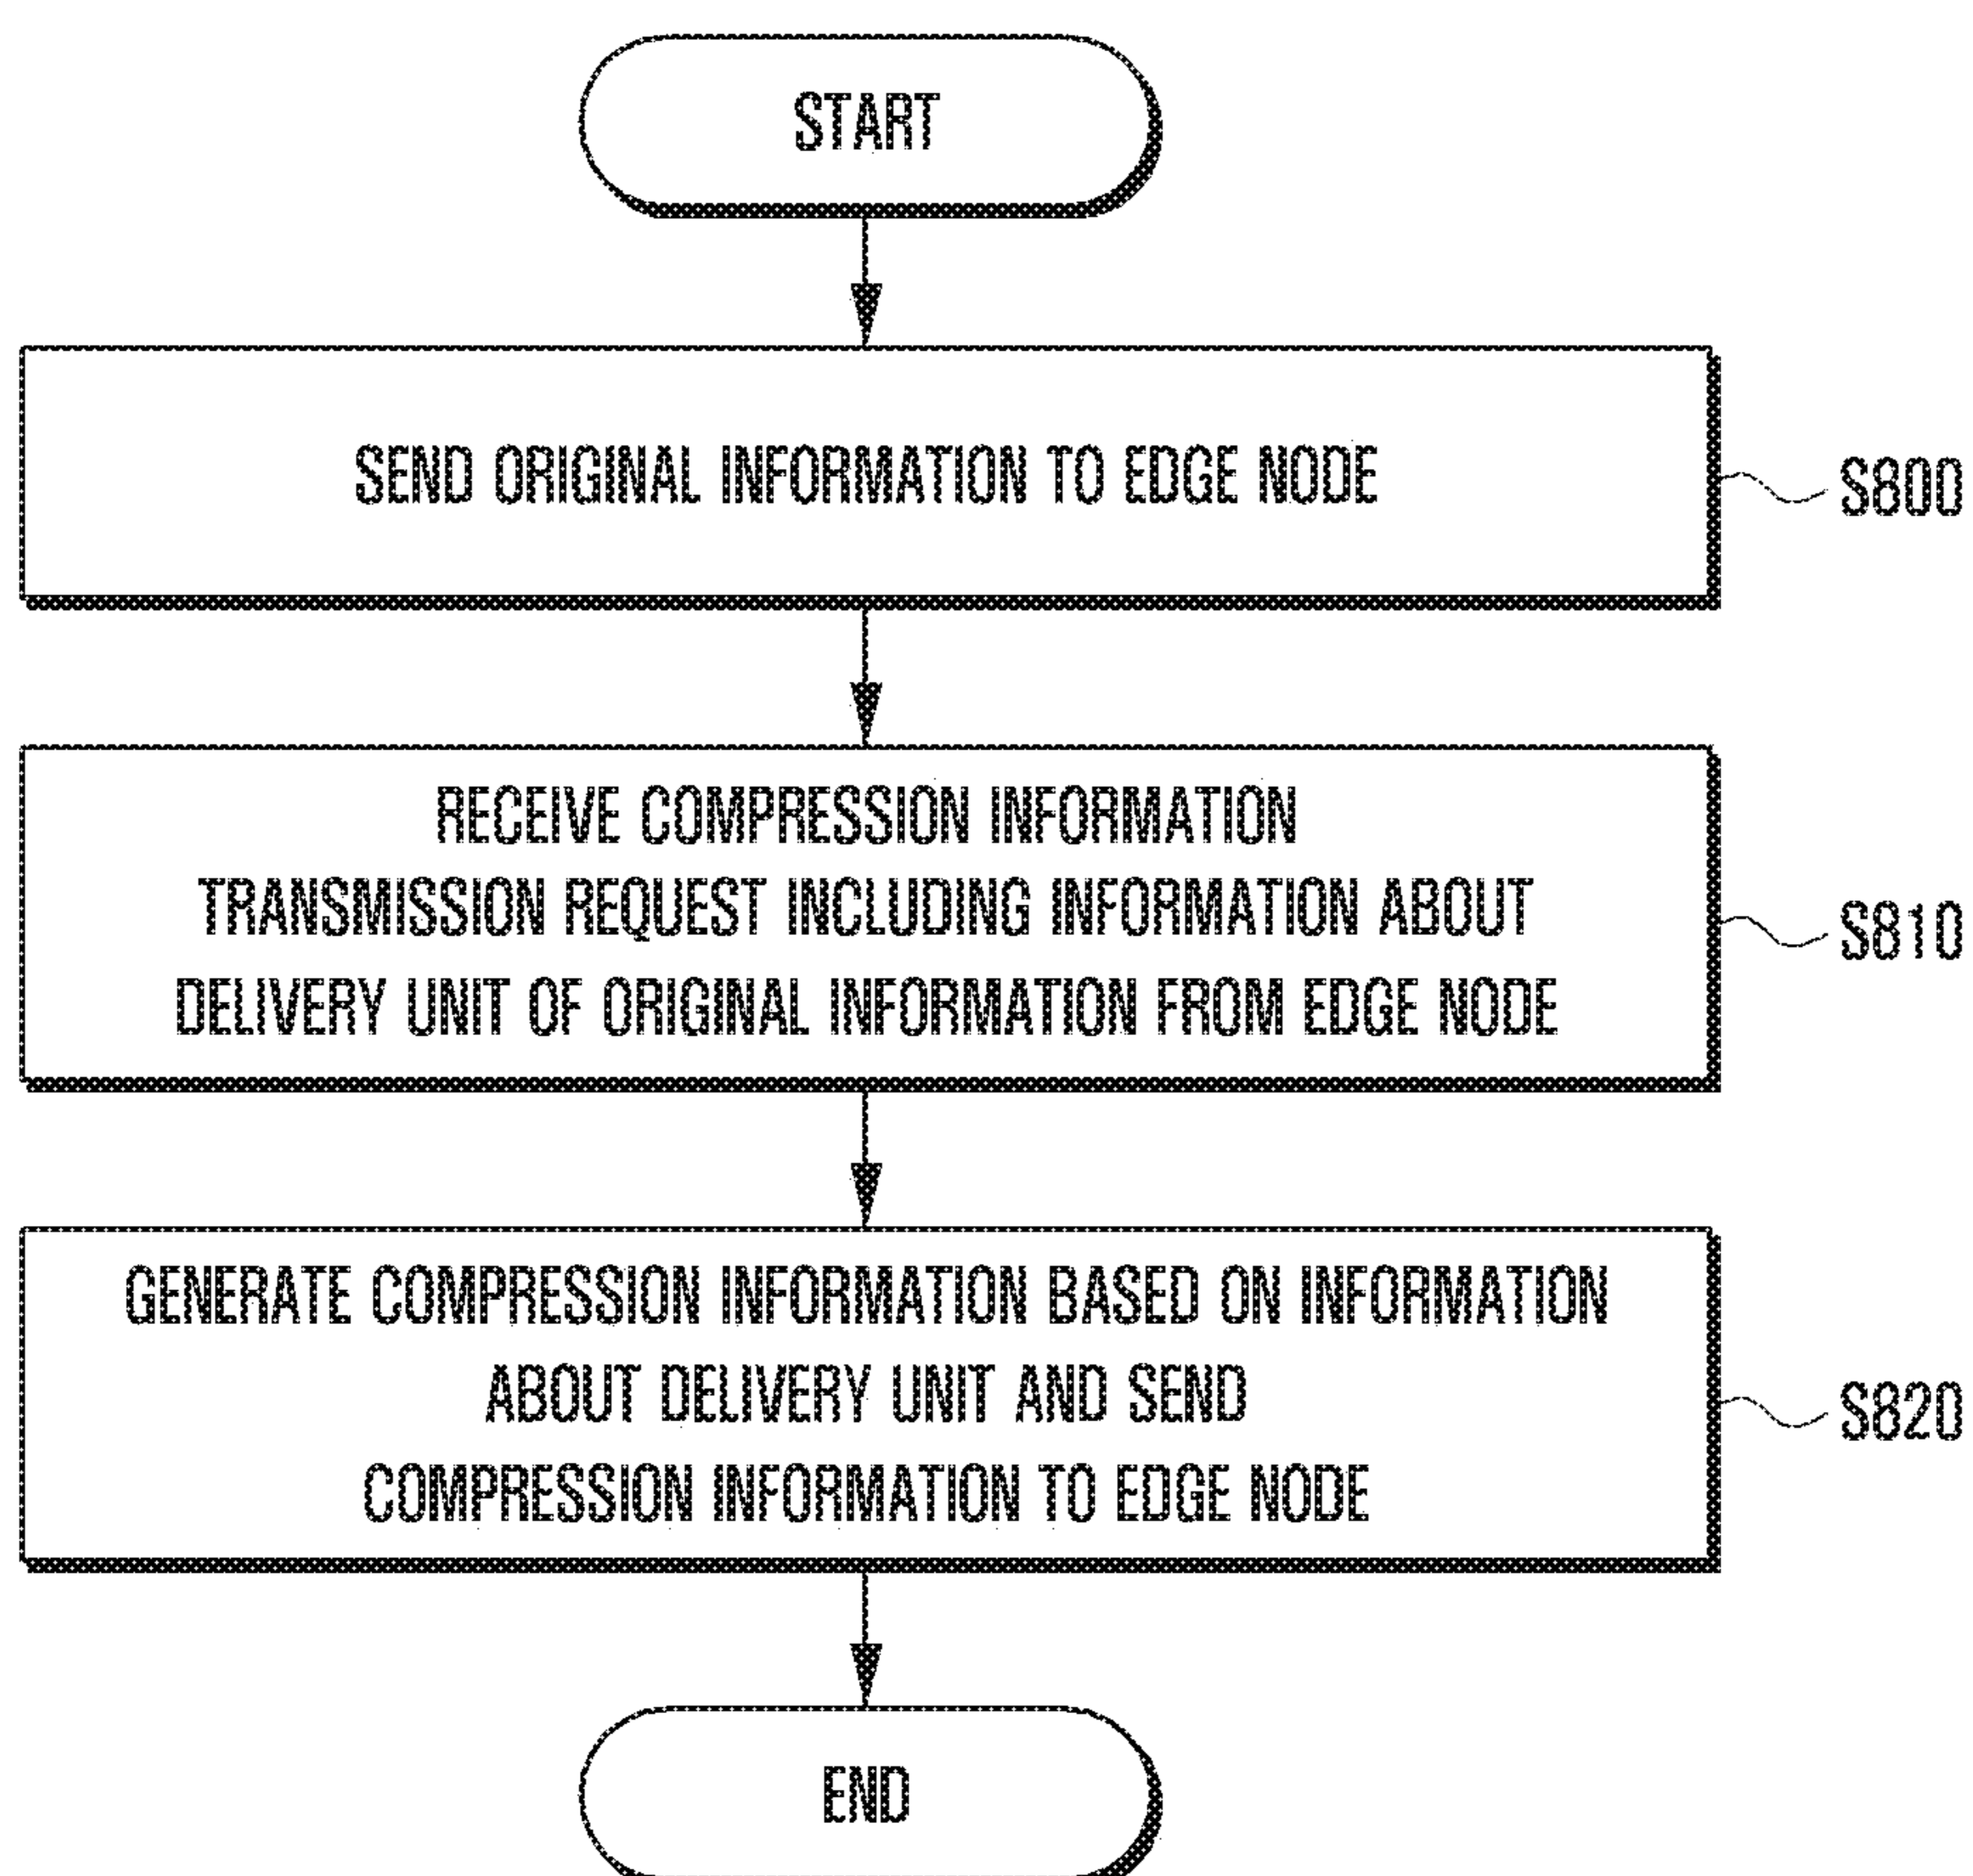 START
SEND ORIGINAL INFORMATION TO EDGE NODE
S800
RECEIVE COMPRESSION INFORMATION
TRANSMISSION REQUEST INCLUDING INFORMATION ABOUT
DELIVERY UNIT OF ORIGINAL INFORMATION FROM EDGE NODE
S810
GENERATE COMPRESSION INFORMATION BASED ON INFORMATION
ABOUT DELIVERY UNIT AND SEND
COMPRESSION INFORMATION TO EDGE NODE
S820
END